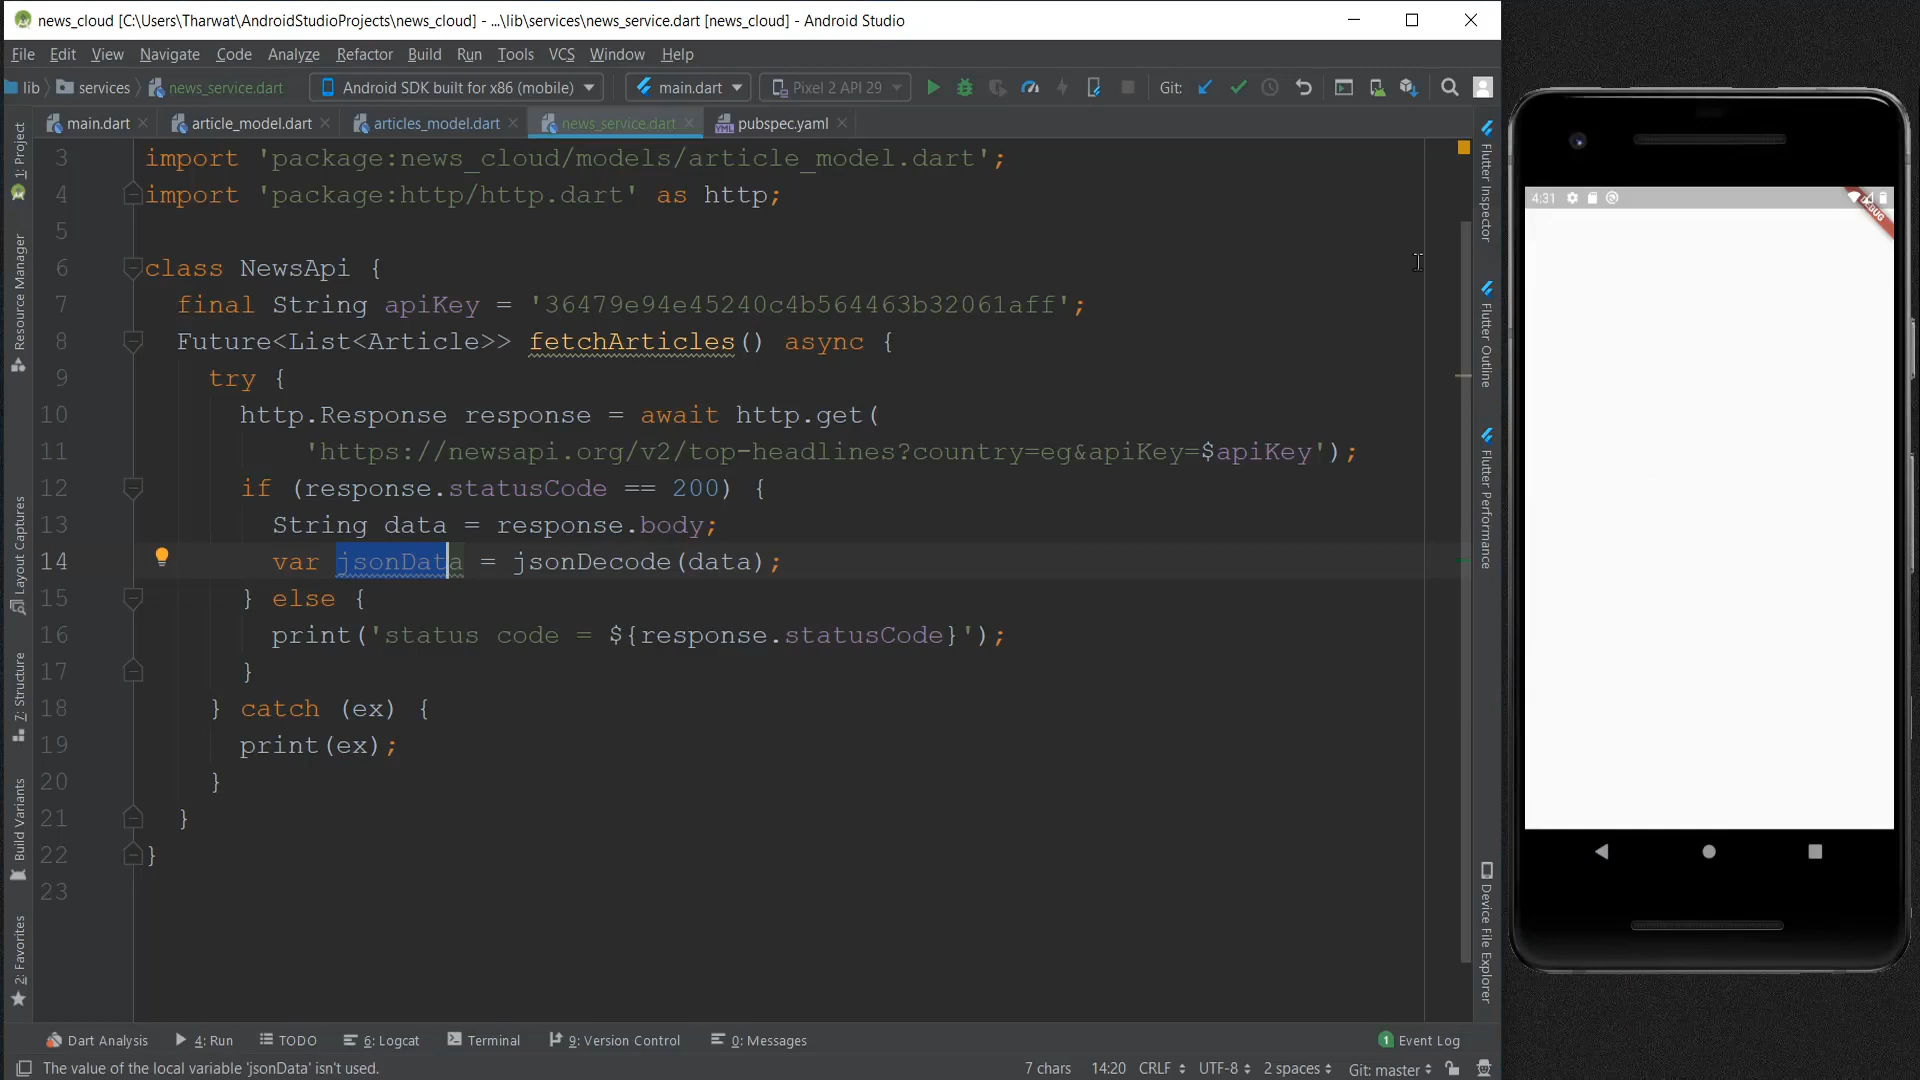 news_cloud [C:\Users\Tharwat\AndroidStudioProjects\news_cloud] - ...\lib\services\news_service.dart [news_cloud] - Android Studio
File Edit View Navigate Code Analyze Refactor Build Run Tools VCS Window Help
lib services news_service.dart Android SDK built for x86 (mobile) main.dart Pixel 2 API 29 Git:
main.dart article_model.dart articles_model.dart news_service.dart pubspec.yaml
3 import 'package:news_cloud/models/article_model.dart';
4 import 'package:http/http.dart' as http;
5
6 class NewsApi {
7 final String apiKey = '36479e94e45240c4b564463b32061aff';
8 Future<List<Article>> fetchArticles() async {
9 try {
10 http.Response response = await http.get(
11 'https://newsapi.org/v2/top-headlines?country=eg&apiKey=$apiKey');
12 if (response.statusCode == 200) {
13 String data = response.body;
14 var jsonData = jsonDecode(data);
15 } else {
16 print('status code = ${response.statusCode}');
17 }
18 } catch (ex) {
19 print(ex);
20 }
21 }
22 }
23
1: Project
Resource Manager
Layout Captures
7: Structure
Build Variants
2: Favorites
Flutter Inspector
Flutter Outline
Flutter Performance
Device File Explorer
4:31
DEBUG
Dart Analysis 4: Run TODO 6: Logcat Terminal 9: Version Control 0: Messages 1 Event Log
The value of the local variable 'jsonData' isn't used. 7 chars 14:20 CRLF UTF-8 2 spaces Git: master